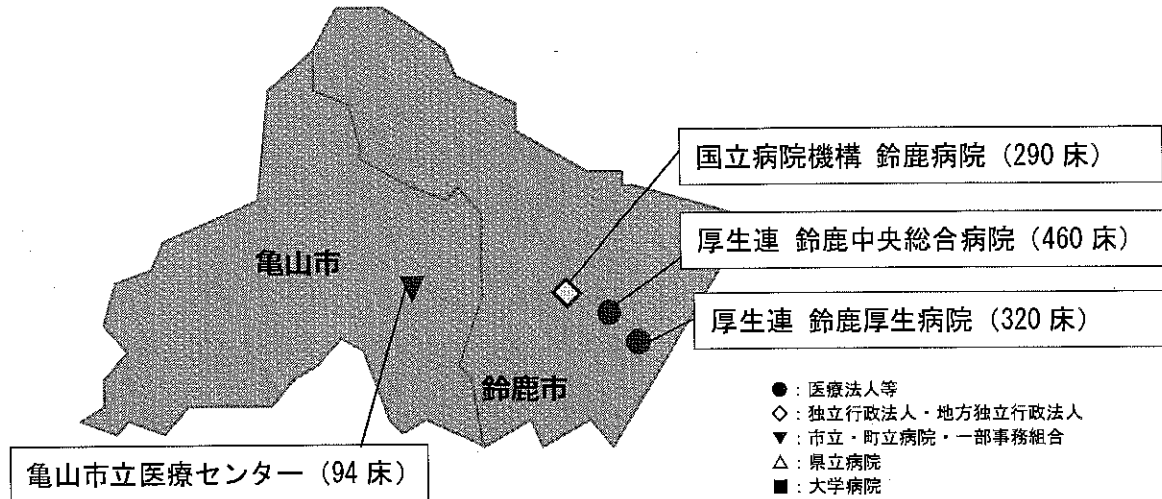 国立病院機構 鈴鹿病院（290 床）
厚生連 鈴鹿中央総合病院（460 床）
亀山市
厚生連 鈴鹿厚生病院（320 床）
鈴鹿市
●：医療法人等
◇：独立行政法人・地方独立行政法人
▼：市立・町立病院・一部事務組合
△：県立病院
■：大学病院
亀山市立医療センター（94 床）